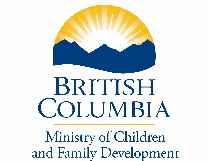 BRITISH
COLUMBIA
Ministry of Children
and Family Development